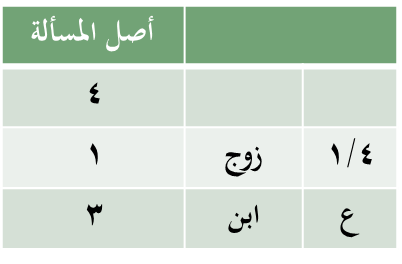 أصل المسألة
٤
١/٤ زوج ١
ع ابن ٣